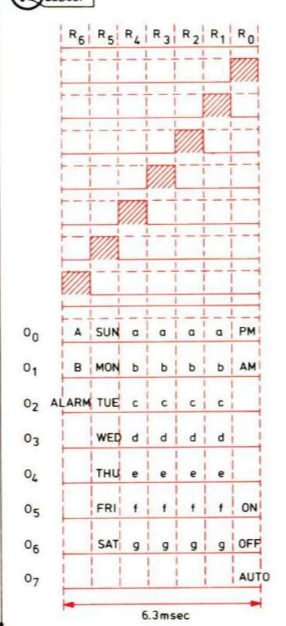 R6 R5 R4 R3 R2 R1 R0
O0 A SUN a a a a PM
O1 B MON b b b b AM
O2 ALARM TUE c c c c
O3 WED d d d d
O4 THU e e e e
O5 FRI f f f f ON
O6 SAT g g g g OFF
O7 AUTO
6.3msec